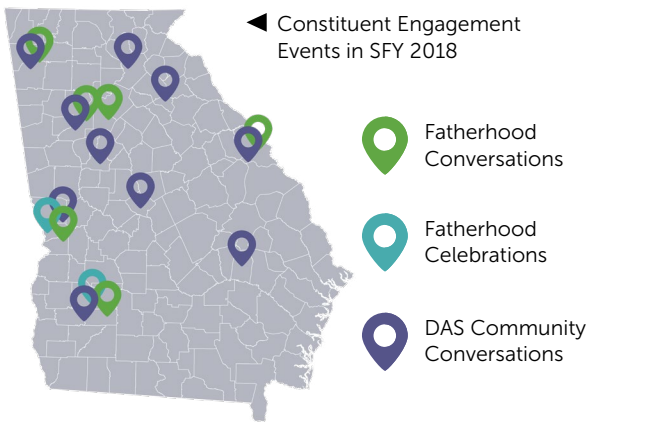 ◀ Constituent Engagement
Events in SFY 2018
Fatherhood
Conversations
Fatherhood
Celebrations
DAS Community
Conversations